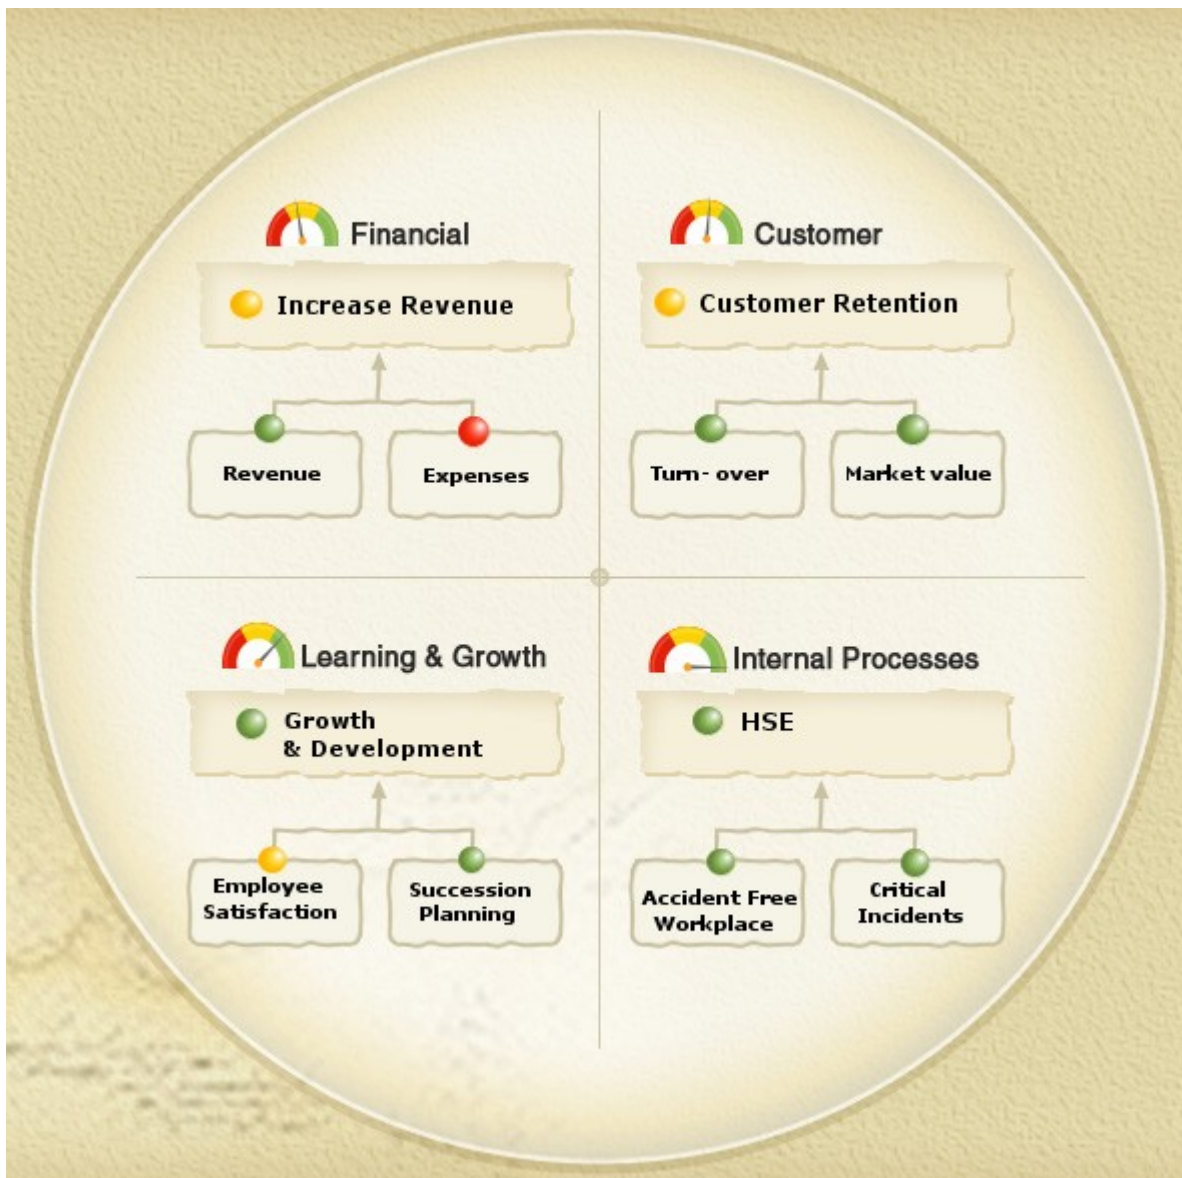 Financial
Increase Revenue
Revenue
Expenses
Customer
Customer Retention
Turn- over
Market value
Learning & Growth
Growth
& Development
Employee
Satisfaction
Succession
Planning
Internal Processes
HSE
Accident Free
Workplace
Critical
Incidents